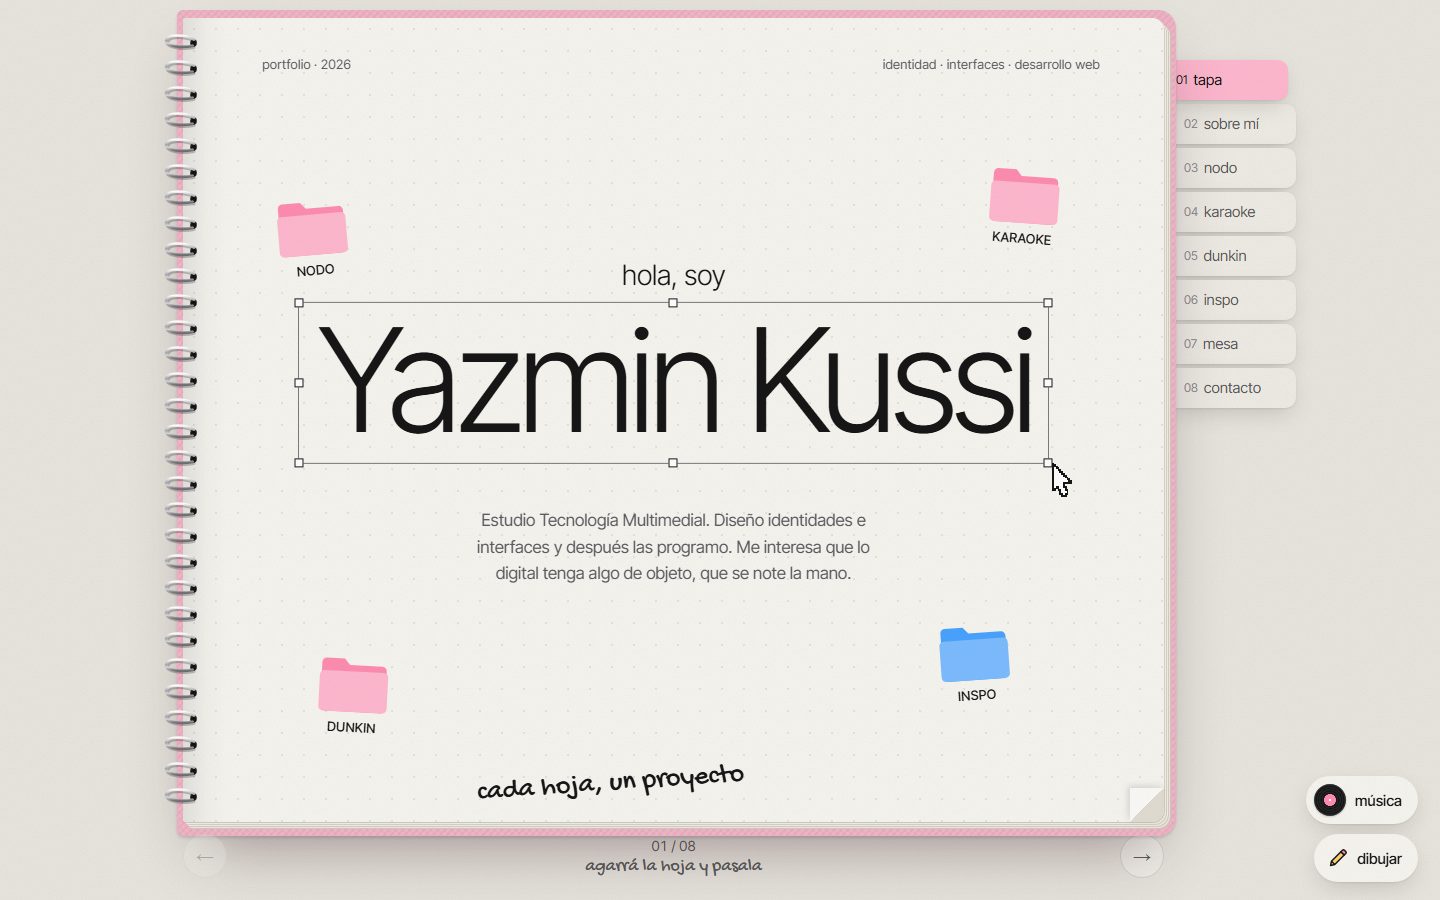 portfolio · 2026
identidad · interfaces · desarrollo web
01 tapa
02 sobre mí
03 nodo
04 karaoke
05 dunkin
06 inspo
07 mesa
08 contacto
NODO
KARAOKE
hola, soy
Yazmin Kussi
Estudio Tecnología Multimedial. Diseño identidades e
interfaces y después las programo. Me interesa que lo
digital tenga algo de objeto, que se note la mano.
DUNKIN
INSPO
cada hoja, un proyecto
01 / 08
agarrá la hoja y pasala
música
dibujar